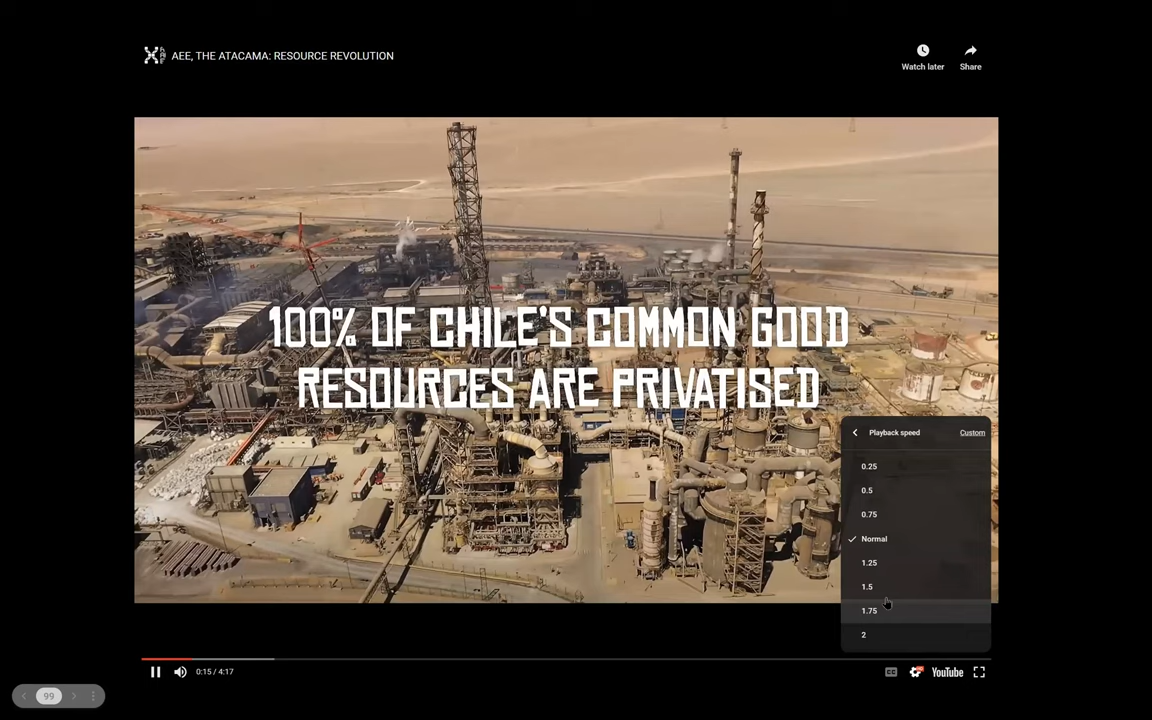 AEE, THE ATACAMA: RESOURCE REVOLUTION
Watch later
Share
100% OF CHILE'S COMMON GOOD
RESOURCES ARE PRIVATISED
Playback speed
Custom
0.25
0.5
0.75
Normal
1.25
1.5
1.75
2
0:15 / 4:17
CC
YouTube
99